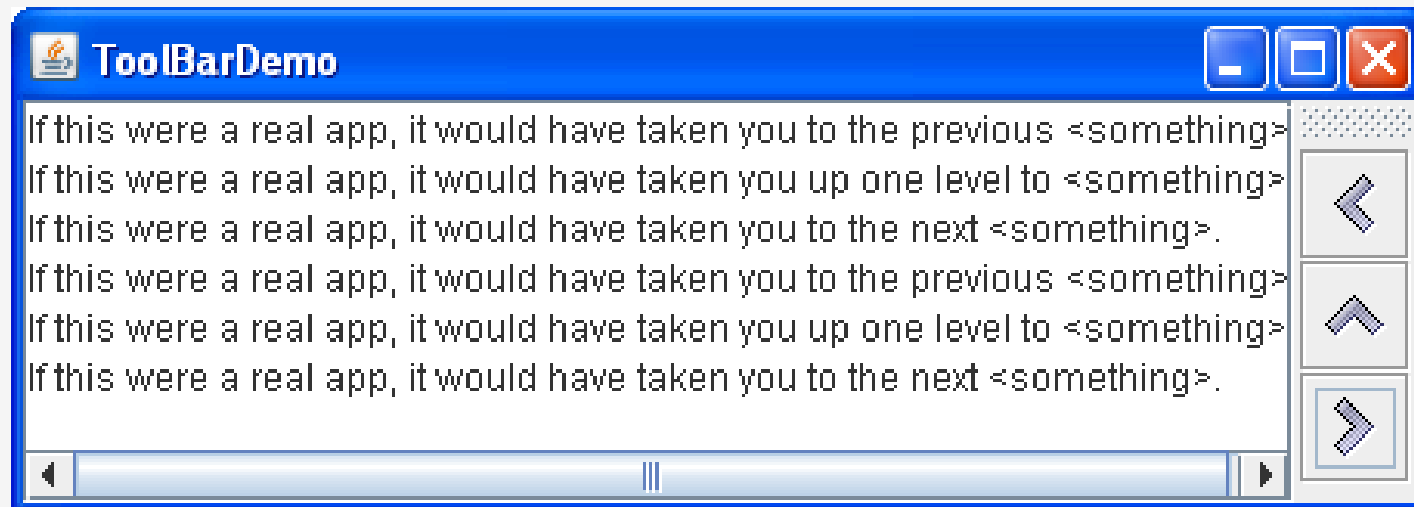 ToolBarDemo
If this were a real app, it would have taken you to the previous <something>
If this were a real app, it would have taken you up one level to <something>
If this were a real app, it would have taken you to the next <something>.
If this were a real app, it would have taken you to the previous <something>
If this were a real app, it would have taken you up one level to <something>
If this were a real app, it would have taken you to the next <something>.